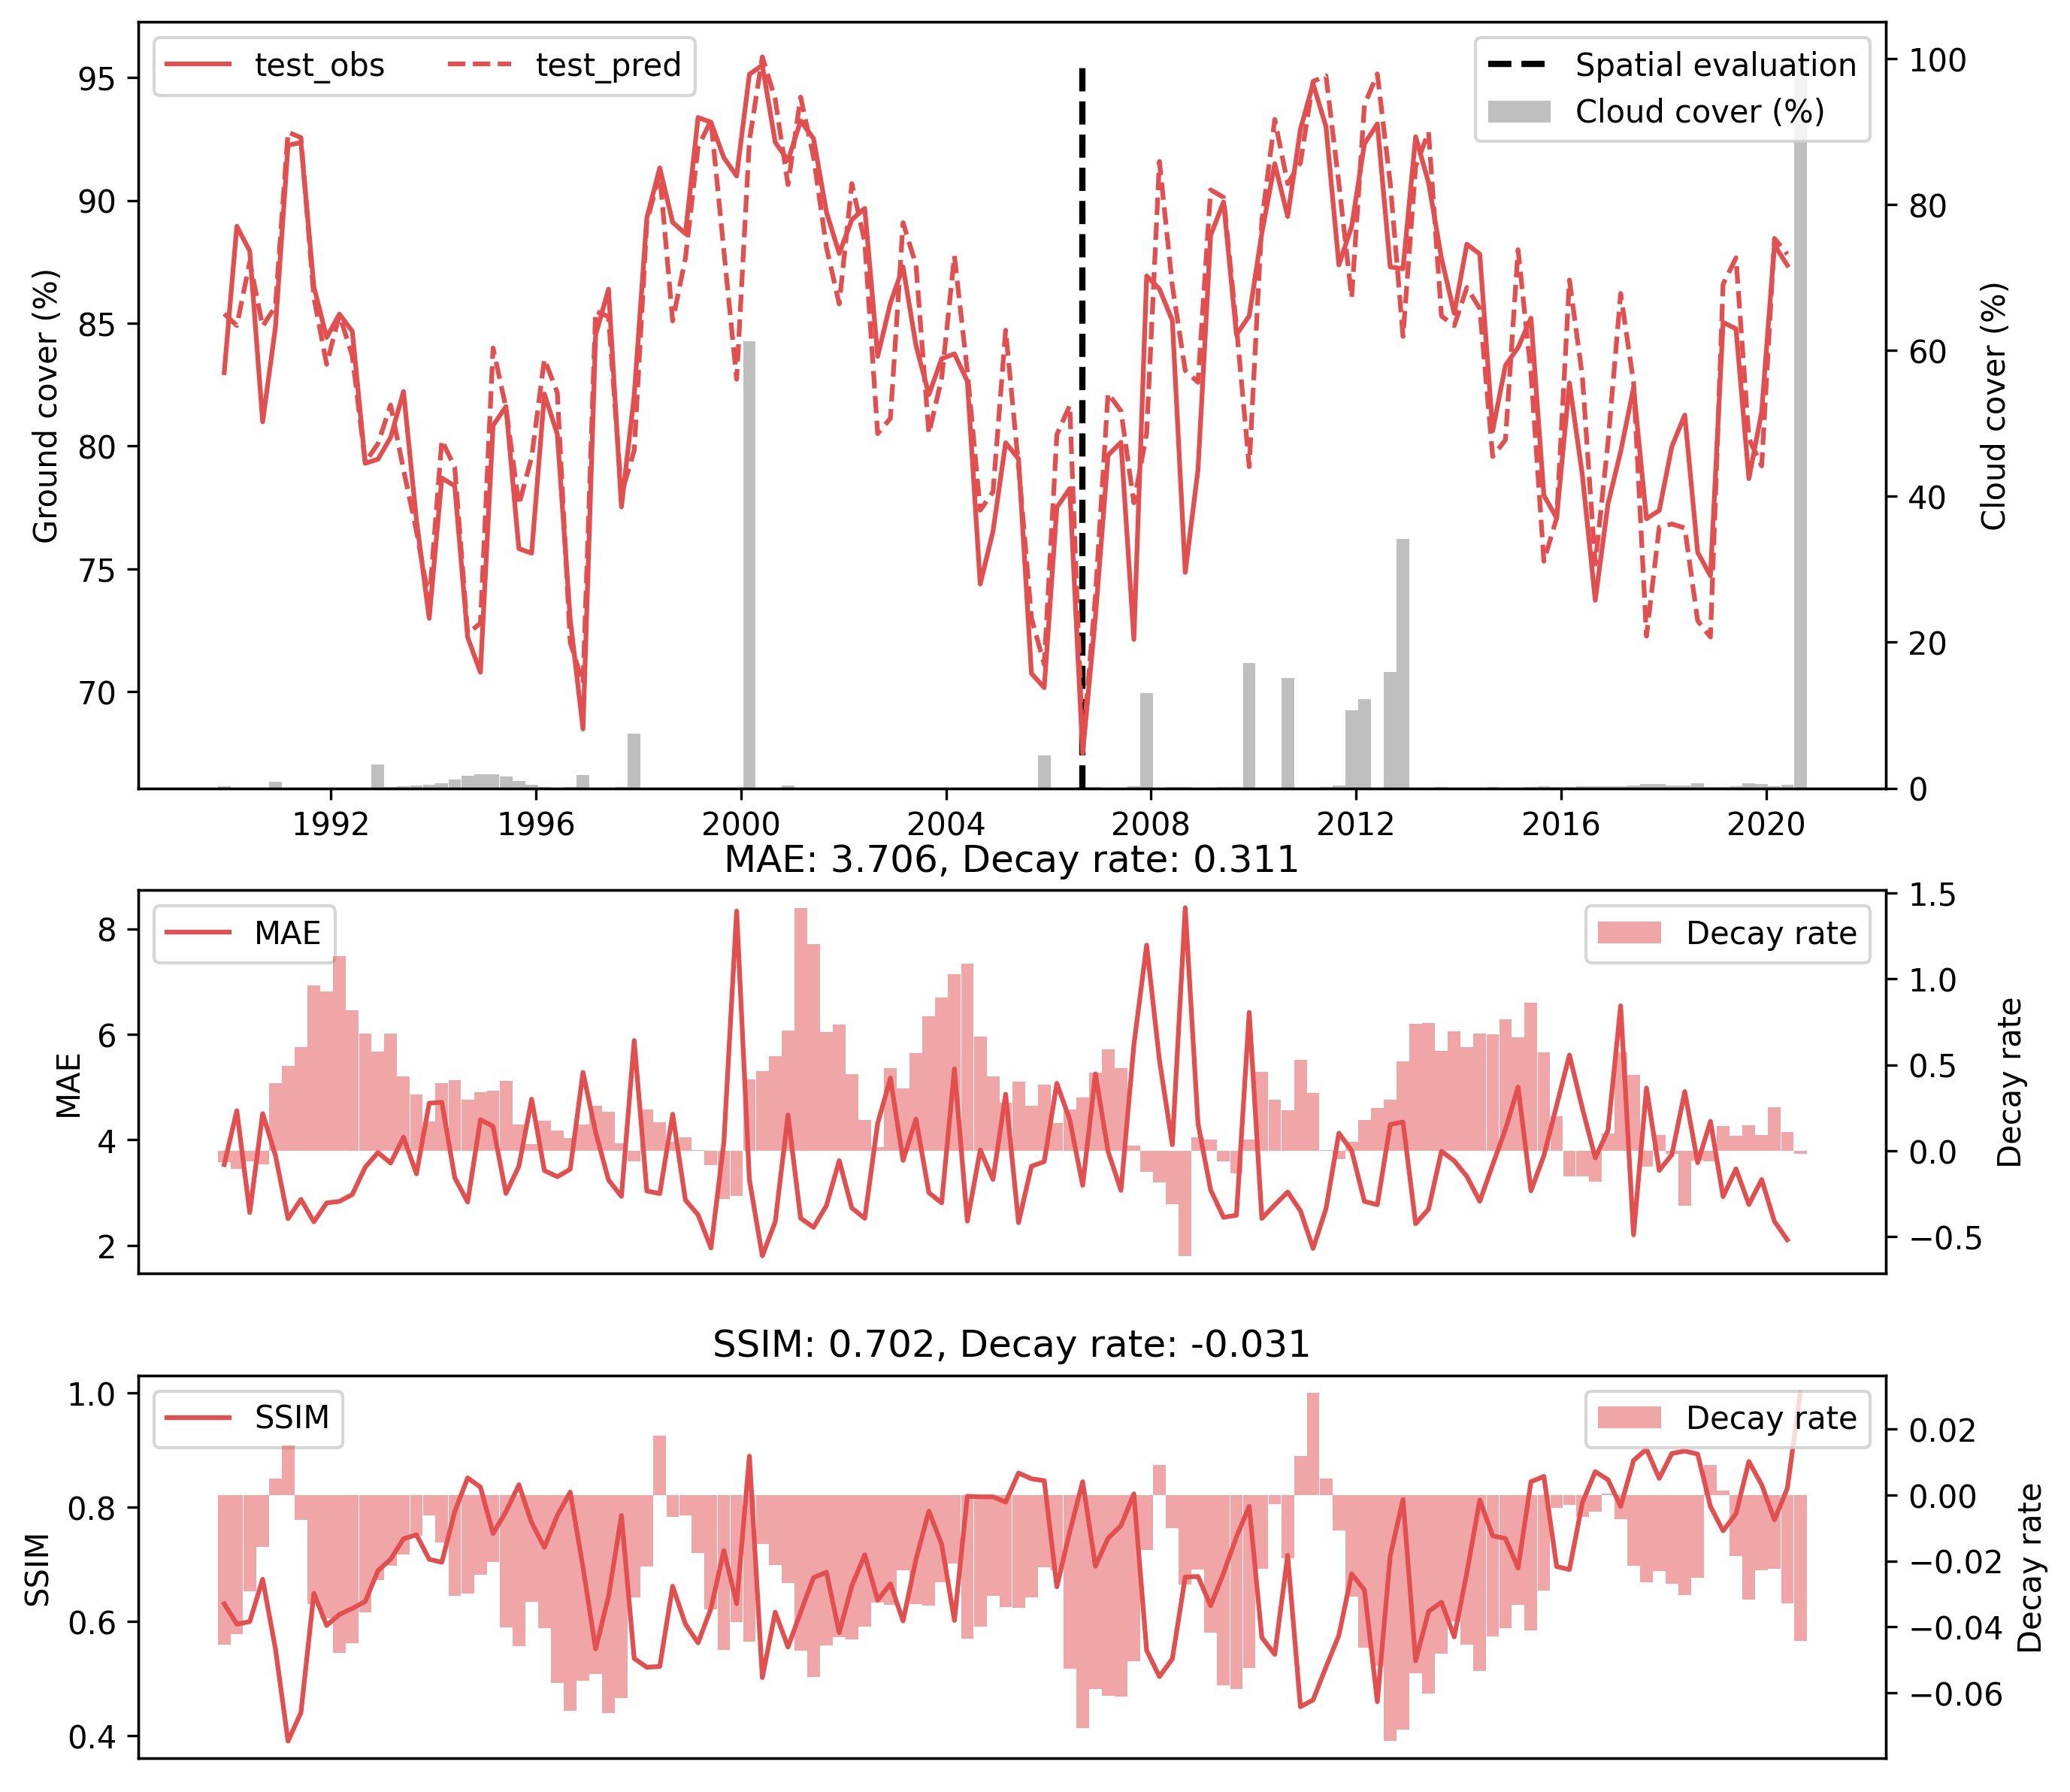 test_obs test_pred
Spatial evaluation
Cloud cover (%)
Ground cover (%)
95
90
85
80
75
70
Cloud cover (%)
100
80
60
40
20
0
1992 1996 2000 2004 2008 2012 2016 2020
MAE: 3.706, Decay rate: 0.311
MAE
Decay rate
MAE
8
6
4
2
Decay rate
1.5
1.0
0.5
0.0
−0.5
SSIM: 0.702, Decay rate: -0.031
SSIM
Decay rate
SSIM
1.0
0.8
0.6
0.4
Decay rate
0.02
0.00
−0.02
−0.04
−0.06